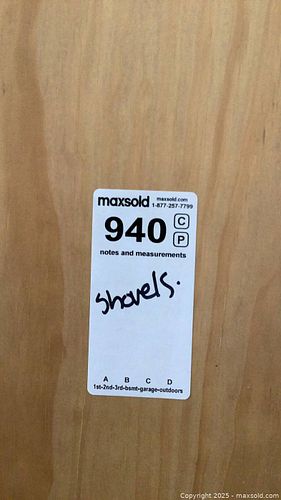 maxsold maxsold.com
1-877-257-7799
940 C
P
notes and measurements
shovels.
A B C D
1st-2nd-3rd-bsmt-garage-outdoors
Copyright © 2025 - maxsold.com